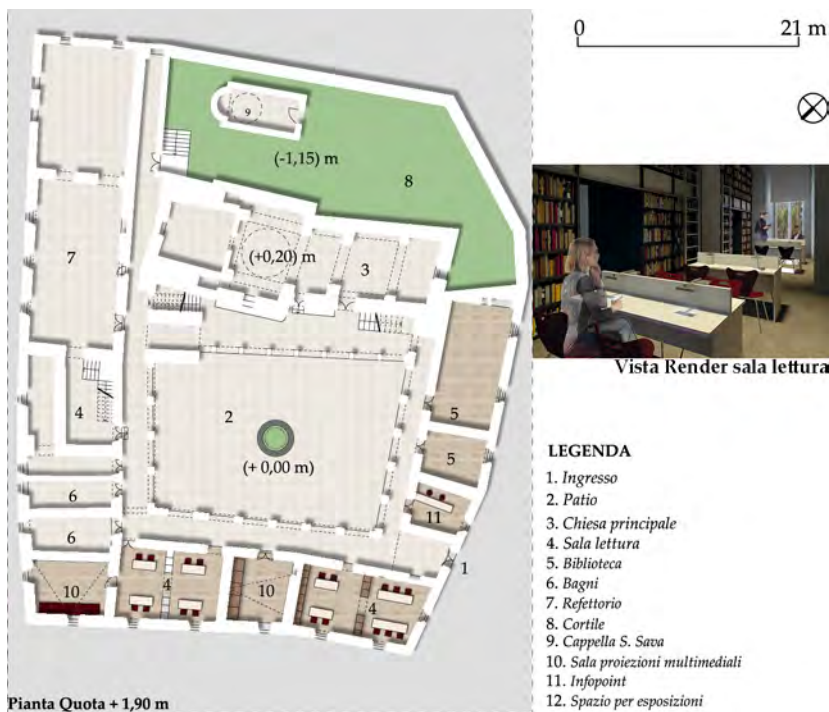 0 21 m
9
(-1,15) m
8
7
(+0,20) m
3
Vista Render sala lettura
4
2
5
(+ 0,00 m)
5
6
11
6
1
10
4
10
4
LEGENDA
1. Ingresso
2. Patio
3. Chiesa principale
4. Sala lettura
5. Biblioteca
6. Bagni
7. Refettorio
8. Cortile
9. Cappella S. Sava
10. Sala proiezioni multimediali
11. Infopoint
12. Spazio per esposizioni
Pianta Quota + 1,90 m